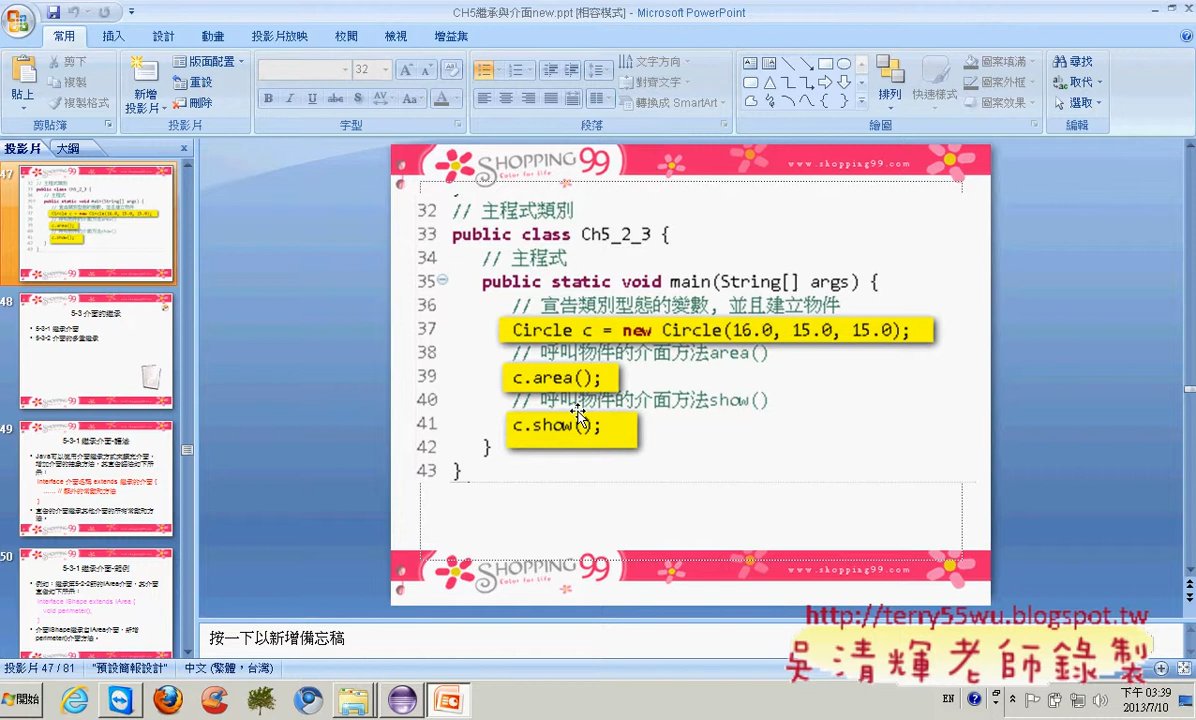 CH5繼承與介面new.ppt [相容模式] - Microsoft PowerPoint
常用 插入 設計 動畫 投影片放映 校閱 檢視 增益集
貼上 剪下 複製 複製格式 剪貼簿
新增投影片 版面配置 重設 刪除 投影片
32 字型
文字方向 對齊文字 轉換成 SmartArt 段落
排列 快速樣式 圖案填滿 圖案外框 圖案效果 繪圖
尋找 取代 選取 編輯
投影片 大綱
47
48
5-3 介面的繼承
5-3-1 繼承介面
5-3-2 介面的多重繼承
49
5-3-1 繼承介面-語法
50
5-3-1 繼承介面-範例
SHOPPING 99
Color for life
www.shopping99.com
32 // 主程式類別
33 public class Ch5_2_3 {
34 // 主程式
35 public static void main(String[] args) {
36 // 宣告類別型態的變數, 並且建立物件
37 Circle c = new Circle(16.0, 15.0, 15.0);
38 // 呼叫物件的介面方法area()
39 c.area();
40 // 呼叫物件的介面方法show()
41 c.show();
42 }
43 }
SHOPPING 99
Color for life
www.shopping99.com
按一下以新增備忘稿
http://terry55wu.blogspot.tw
吳清輝老師錄製
投影片 47 / 81 "預設簡報設計" 中文 (繁體，台灣)
開始 EN 下午 03:39
2013/7/10